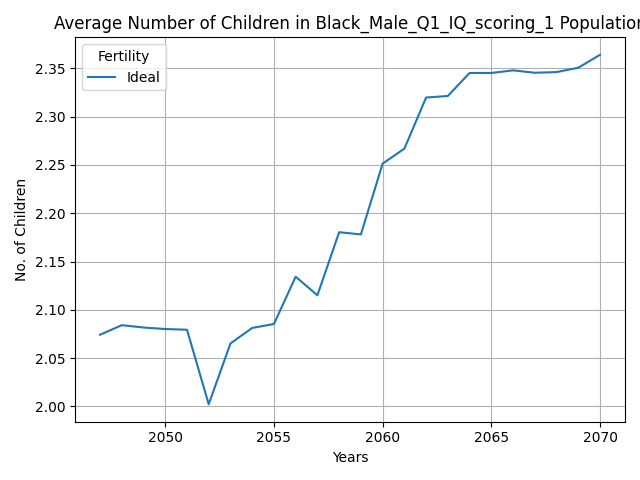 Average Number of Children in Black_Male_Q1_IQ_scoring_1 Population
Fertility
Ideal
No. of Children
2.35
2.30
2.25
2.20
2.15
2.10
2.05
2.00
2050 2055 2060 2065 2070
Years